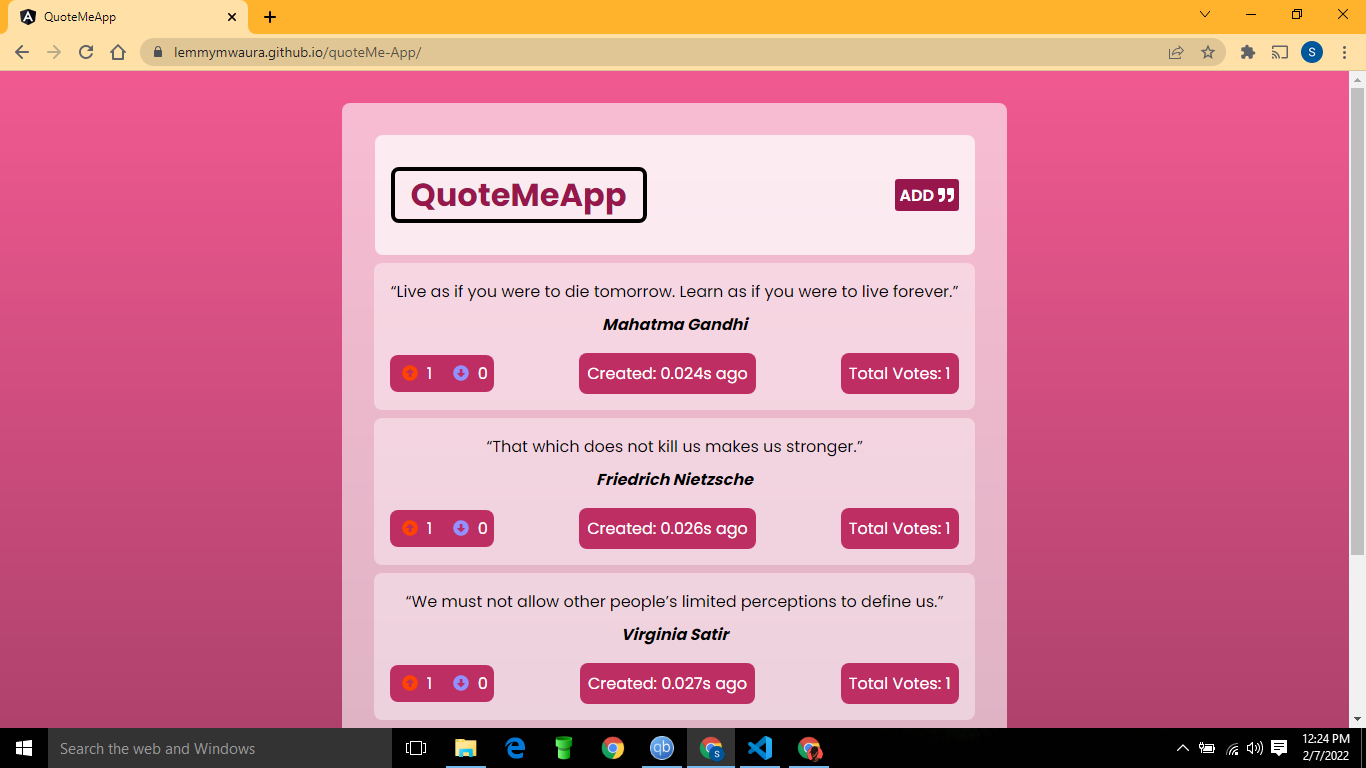 QuoteMeApp
lemmymwaura.github.io/quoteMe-App/
S
QuoteMeApp
ADD ”
“Live as if you were to die tomorrow. Learn as if you were to live forever.”
Mahatma Gandhi
1 0 Created: 0.024s ago Total Votes: 1
“That which does not kill us makes us stronger.”
Friedrich Nietzsche
1 0 Created: 0.026s ago Total Votes: 1
“We must not allow other people’s limited perceptions to define us.”
Virginia Satir
1 0 Created: 0.027s ago Total Votes: 1
Search the web and Windows
qb
S
12:24 PM
2/7/2022